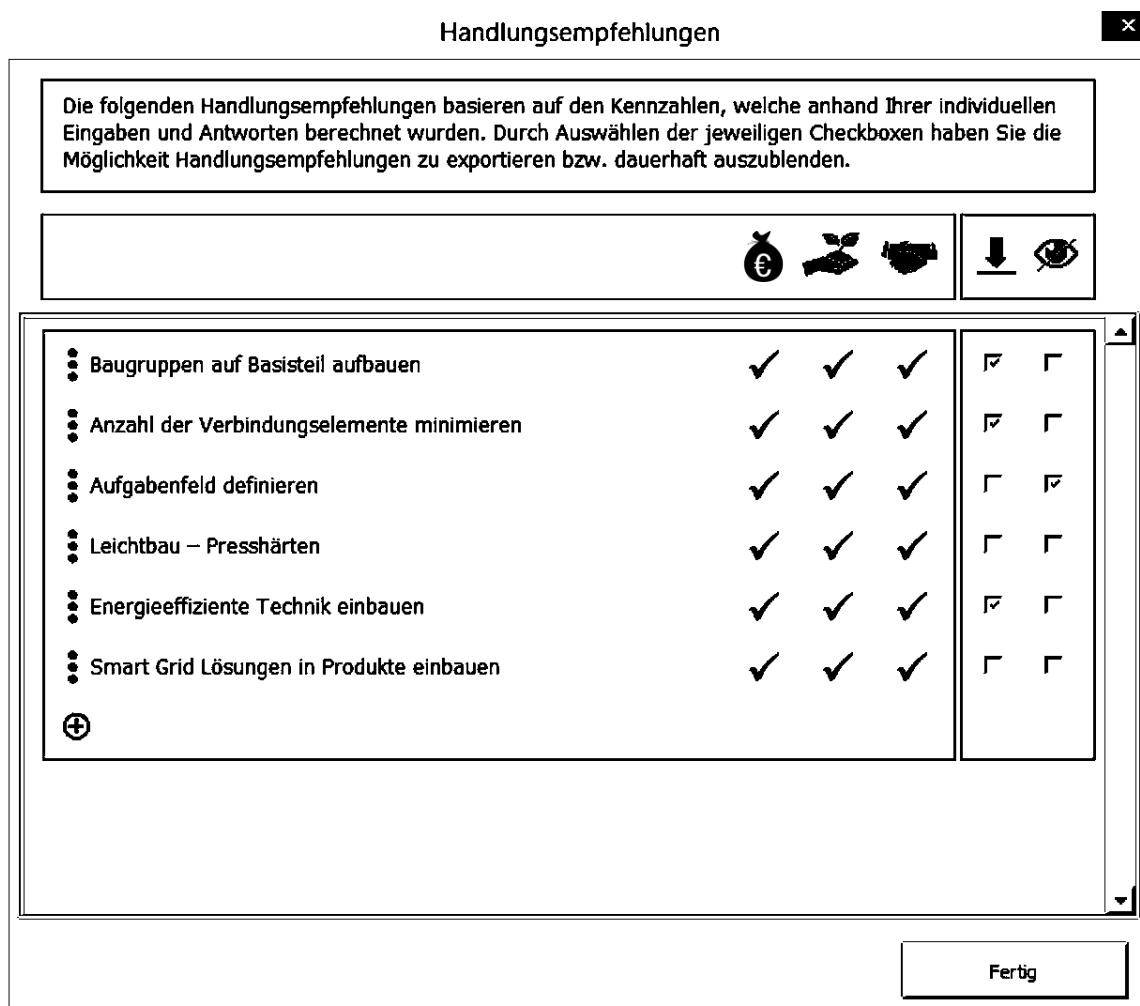 Handlungsempfehlungen
Die folgenden Handlungsempfehlungen basieren auf den Kennzahlen, welche anhand Ihrer individuellen
Eingaben und Antworten berechnet wurden. Durch Auswählen der jeweiligen Checkboxen haben Sie die
Möglichkeit Handlungsempfehlungen zu exportieren bzw. dauerhaft auszublenden.
€
Baugruppen auf Basisteil aufbauen
Anzahl der Verbindungselemente minimieren
Aufgabenfeld definieren
Leichtbau – Presshärten
Energieeffiziente Technik einbauen
Smart Grid Lösungen in Produkte einbauen
Fertig